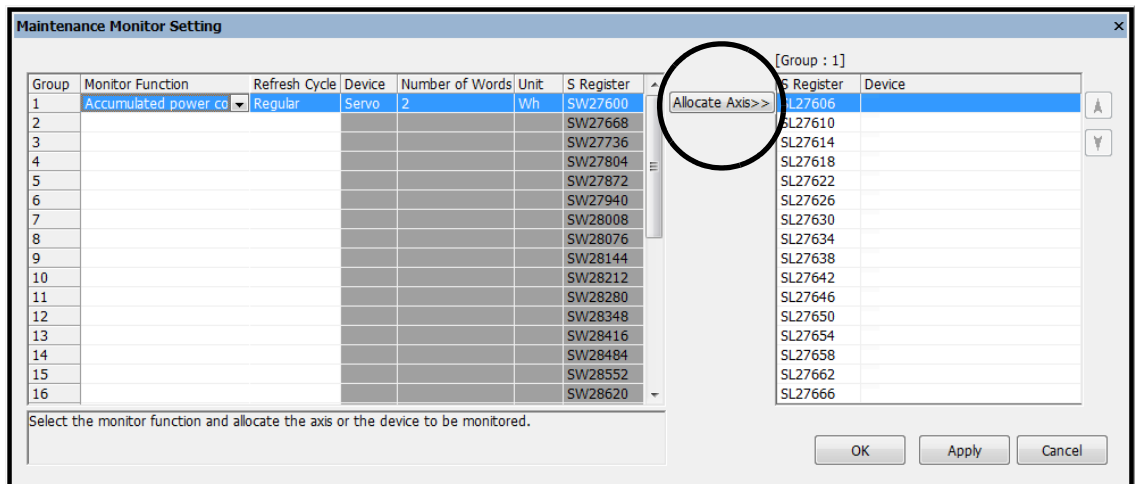 Maintenance Monitor Setting
[Group : 1]
Group Monitor Function Refresh Cycle Device Number of Words Unit S Register
1 Accumulated power co Regular Servo 2 Wh SW27600
2 SW27668
3 SW27736
4 SW27804
5 SW27872
6 SW27940
7 SW28008
8 SW28076
9 SW28144
10 SW28212
11 SW28280
12 SW28348
13 SW28416
14 SW28484
15 SW28552
16 SW28620
Allocate Axis>>
S Register Device
SL27606
SL27610
SL27614
SL27618
SL27622
SL27626
SL27630
SL27634
SL27638
SL27642
SL27646
SL27650
SL27654
SL27658
SL27662
SL27666
Select the monitor function and allocate the axis or the device to be monitored.
OK Apply Cancel